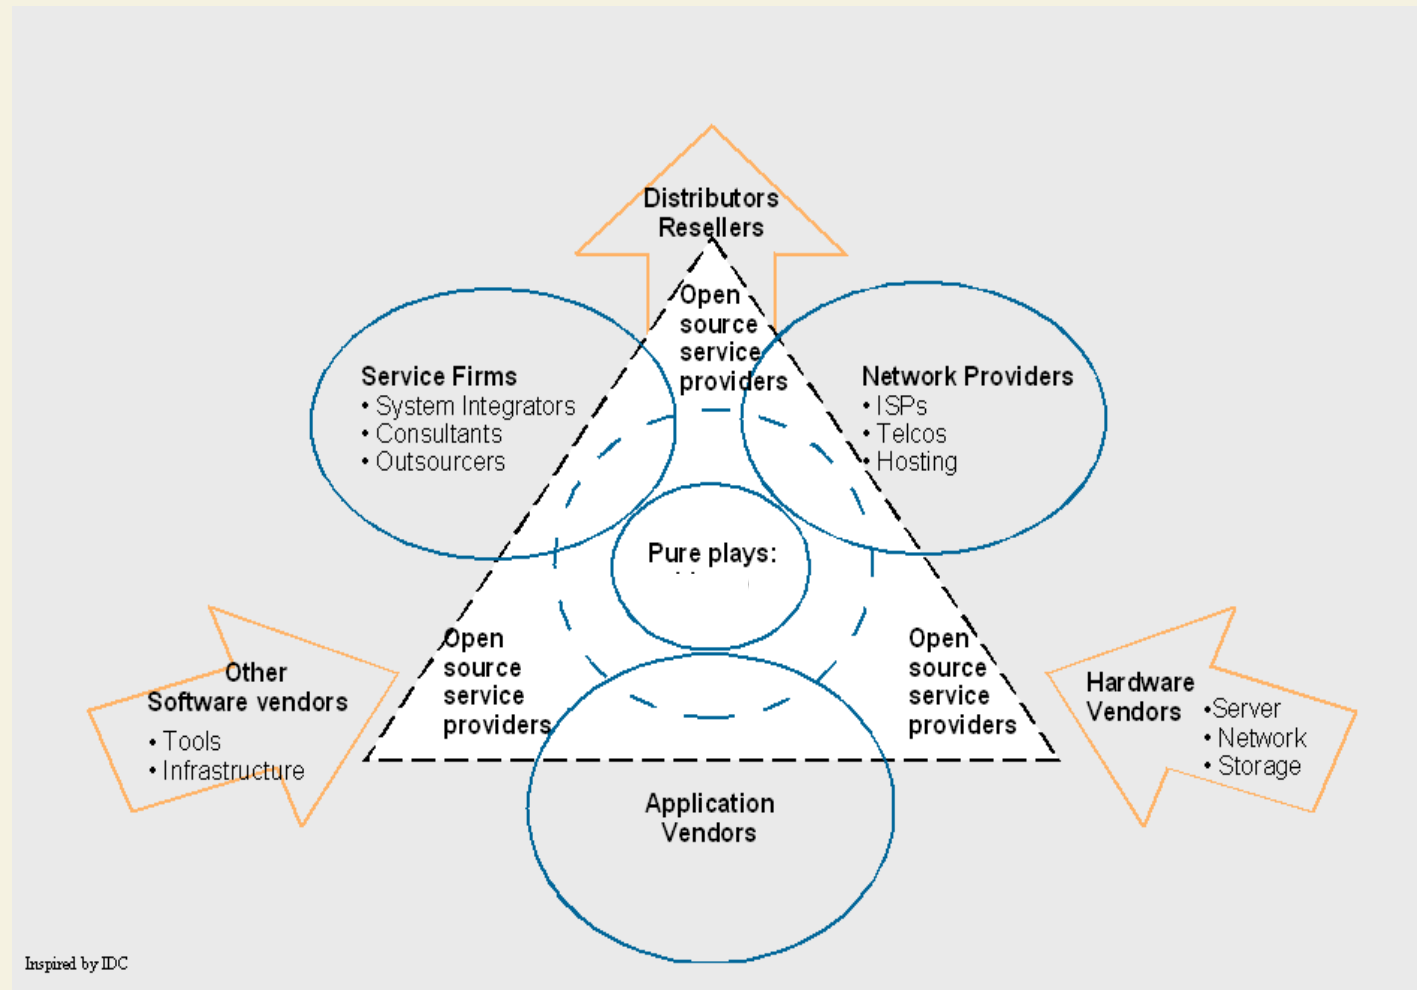 Distributors
Resellers
Open
source
service
providers
Service Firms
• System Integrators
• Consultants
• Outsourcers
Network Providers
• ISPs
• Telcos
• Hosting
Pure plays:
Open
source
service
providers
Open
source
service
providers
Other
Software vendors
• Tools
• Infrastructure
Hardware
Vendors
•Server
• Network
• Storage
Application
Vendors
Inspired by IDC